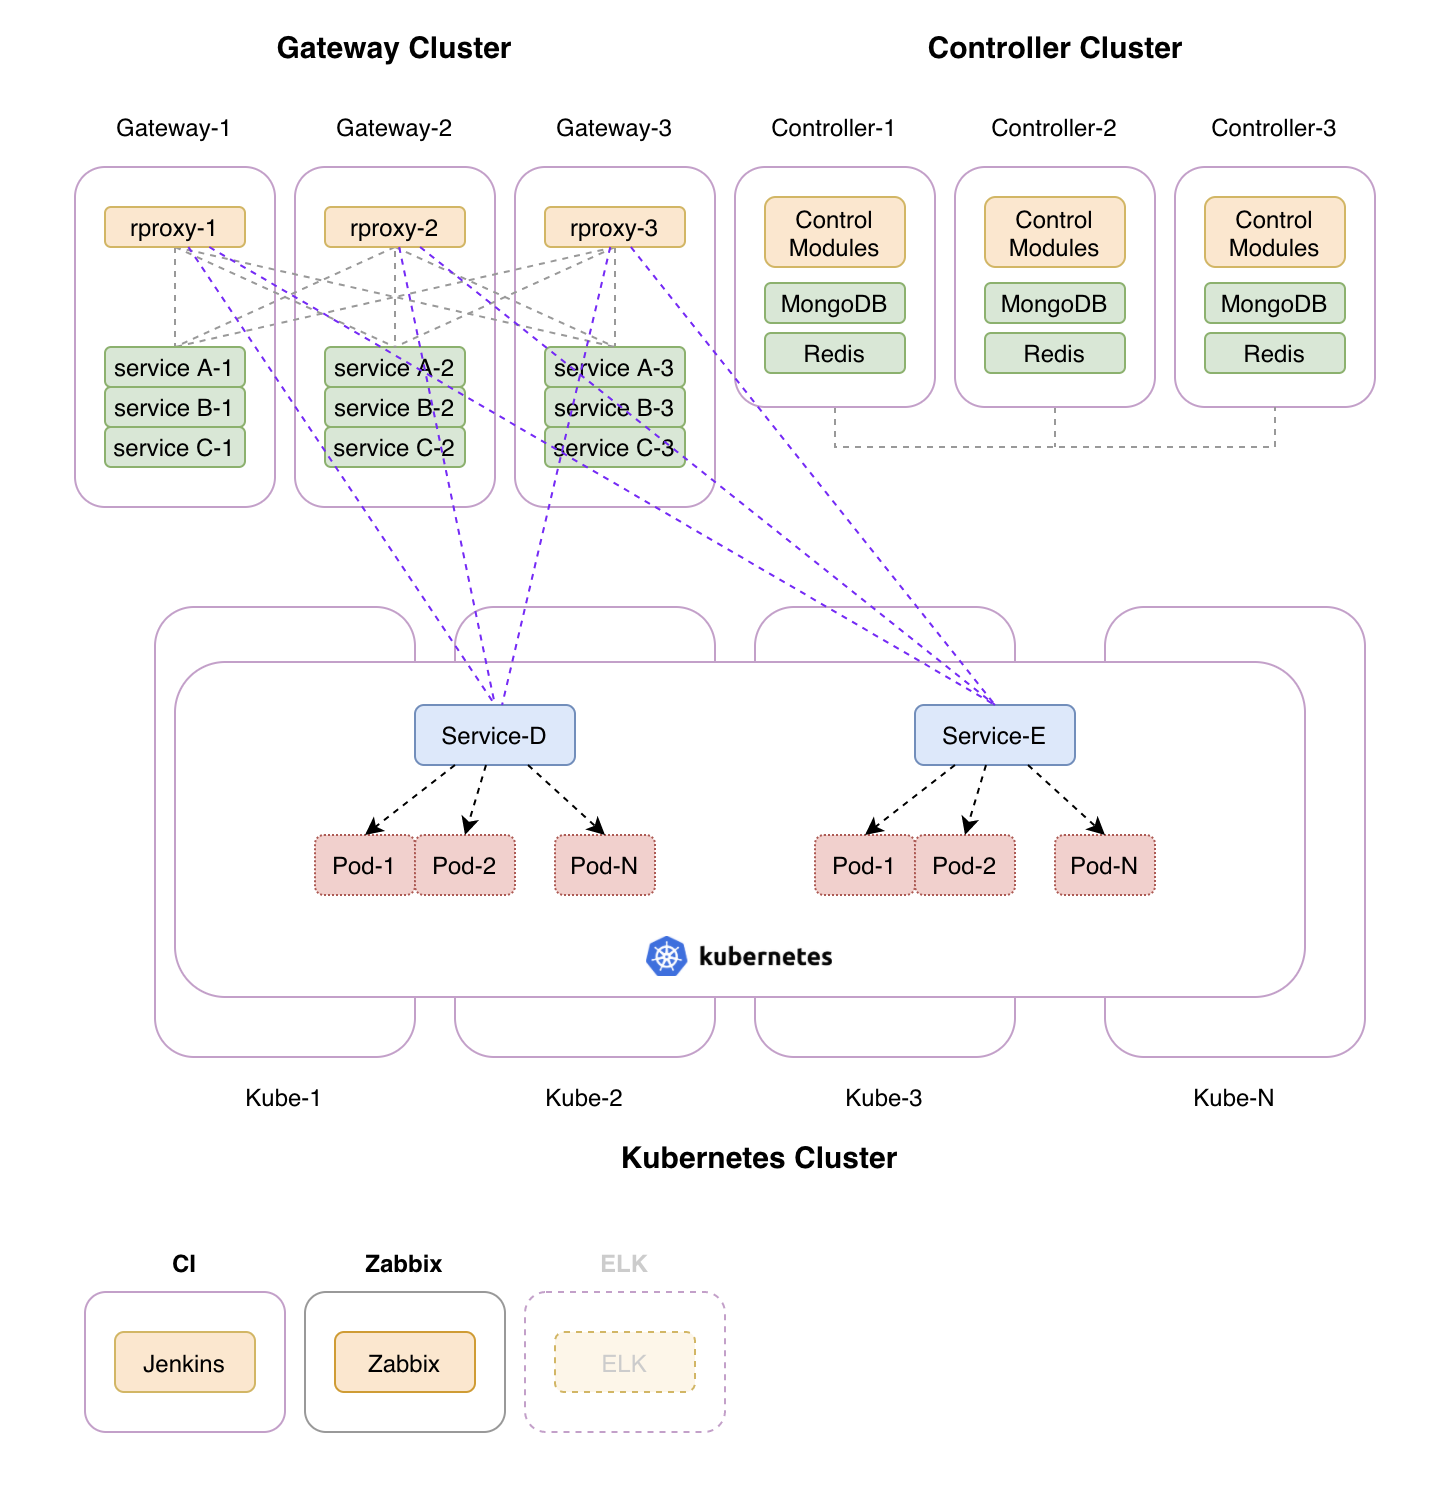 Gateway Cluster
Controller Cluster
Gateway-1
Gateway-2
Gateway-3
Controller-1
Controller-2
Controller-3
rproxy-1
rproxy-2
rproxy-3
Control
Modules
Control
Modules
Control
Modules
MongoDB
MongoDB
MongoDB
Redis
Redis
Redis
service A-1
service A-2
service A-3
service B-1
service B-2
service B-3
service C-1
service C-2
service C-3
Service-D
Service-E
Pod-1
Pod-2
Pod-N
Pod-1
Pod-2
Pod-N
kubernetes
Kube-1
Kube-2
Kube-3
Kube-N
Kubernetes Cluster
CI
Zabbix
ELK
Jenkins
Zabbix
ELK